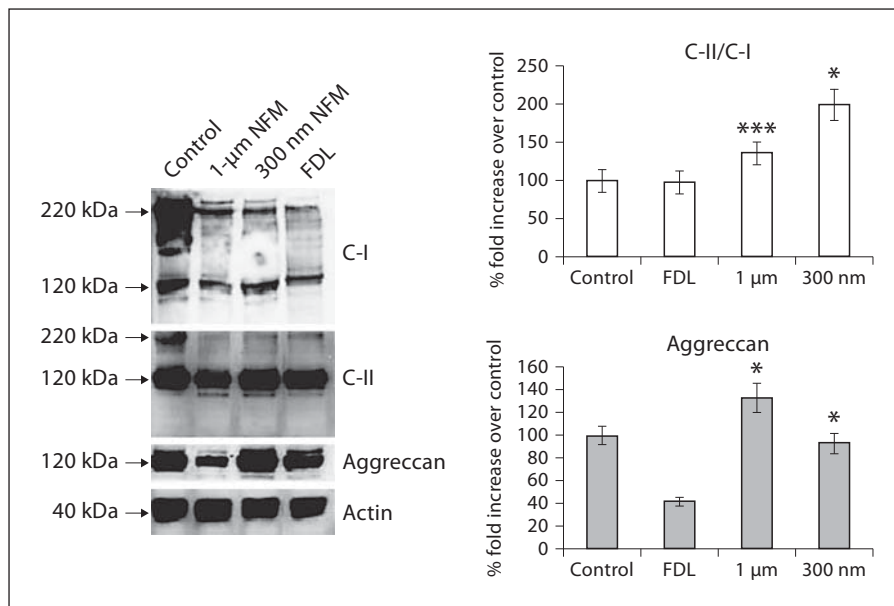 Control
1-µm NFM
300 nm NFM
FDL
220 kDa
C-I
120 kDa
220 kDa
120 kDa
C-II
120 kDa
Aggreccan
40 kDa
Actin
C-II/C-I
% fold increase over control
250
200
150
100
50
0
***
*
Control FDL 1 µm 300 nm
Aggreccan
% fold increase over control
160
140
120
100
80
60
40
20
0
*
*
Control FDL 1 µm 300 nm